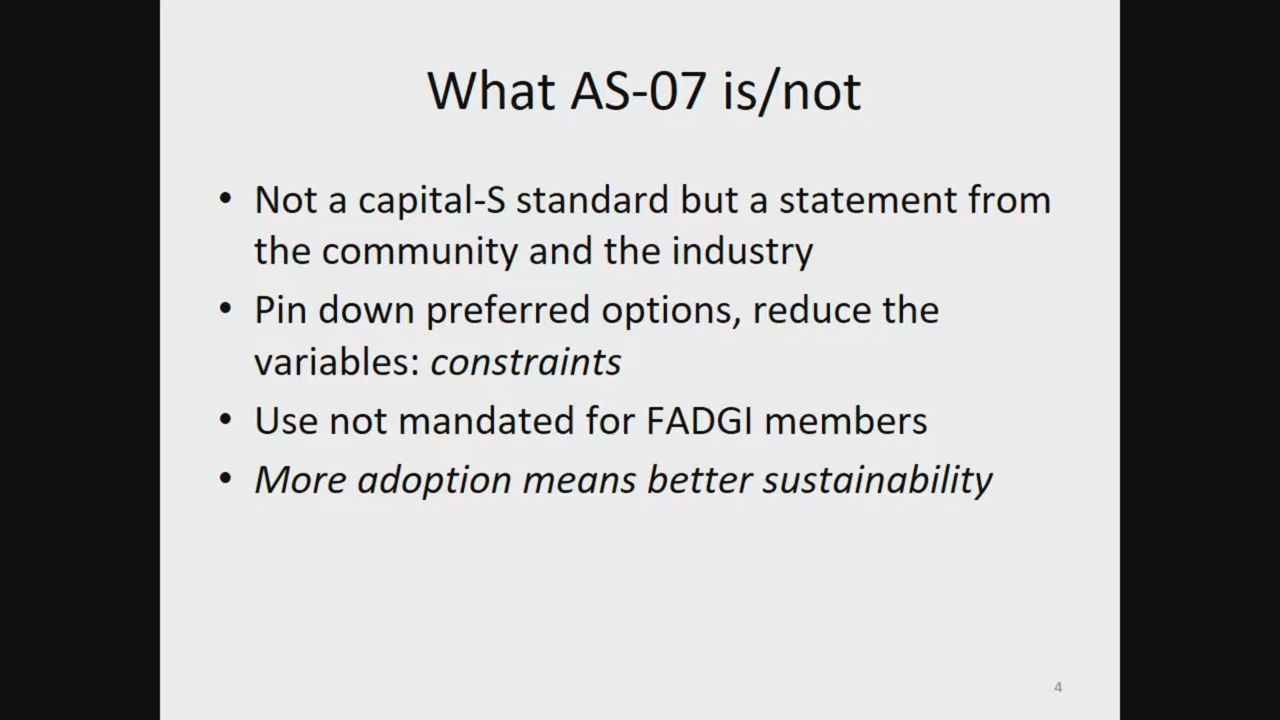 What AS-07 is/not
• Not a capital-S standard but a statement from
the community and the industry
• Pin down preferred options, reduce the
variables: constraints
• Use not mandated for FADGI members
• More adoption means better sustainability
4